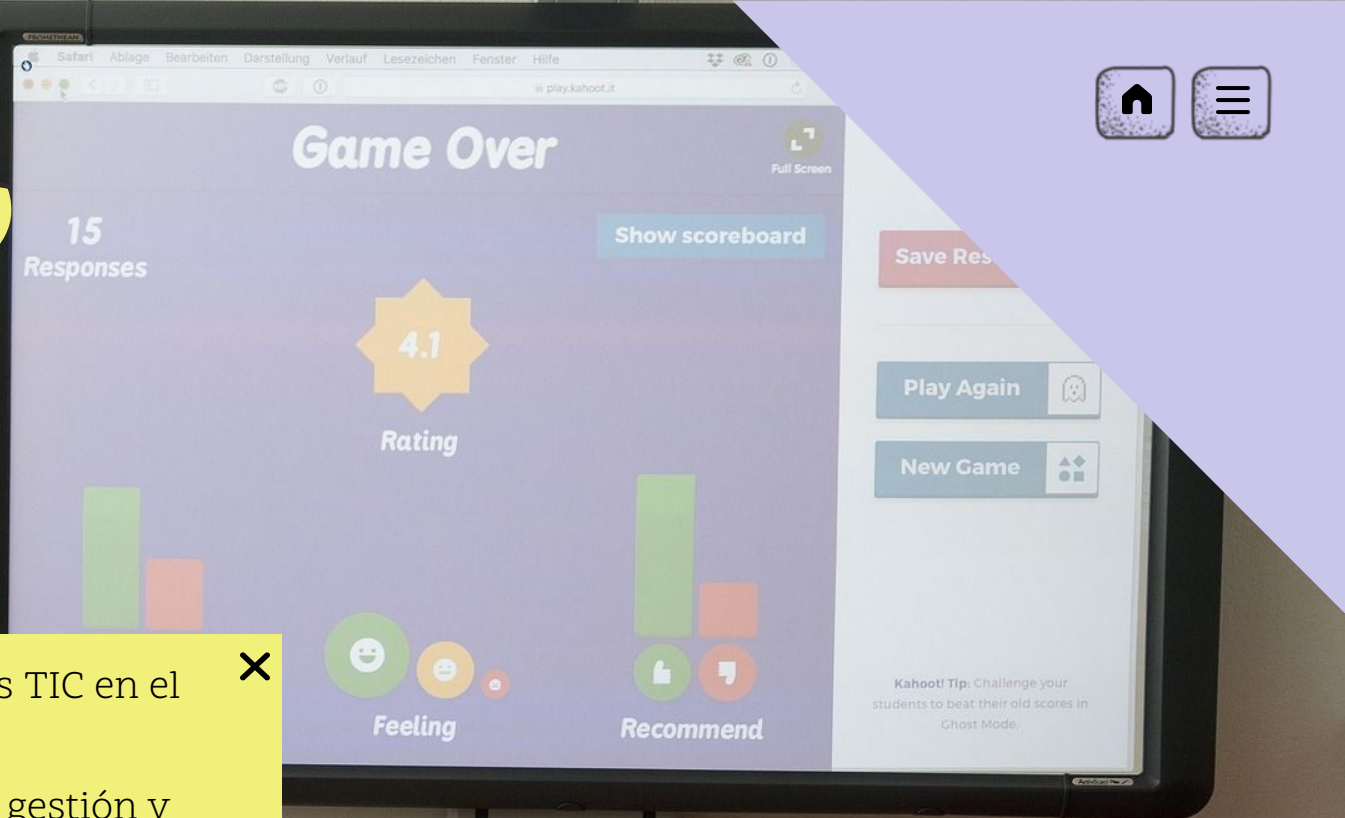 PROMETHEAN
Safari Ablage Bearbeiten Darstellung Verlauf Lesezeichen Fenster Hilfe
play.kahoot.it
Game Over
Full Screen
15
Responses
Show scoreboard
Save Res
4.1
Rating
Play Again
New Game
Feeling
Recommend
Kahoot! Tip: Challenge your
students to beat their old scores in
Ghost Mode.
s TIC en el
gestión y